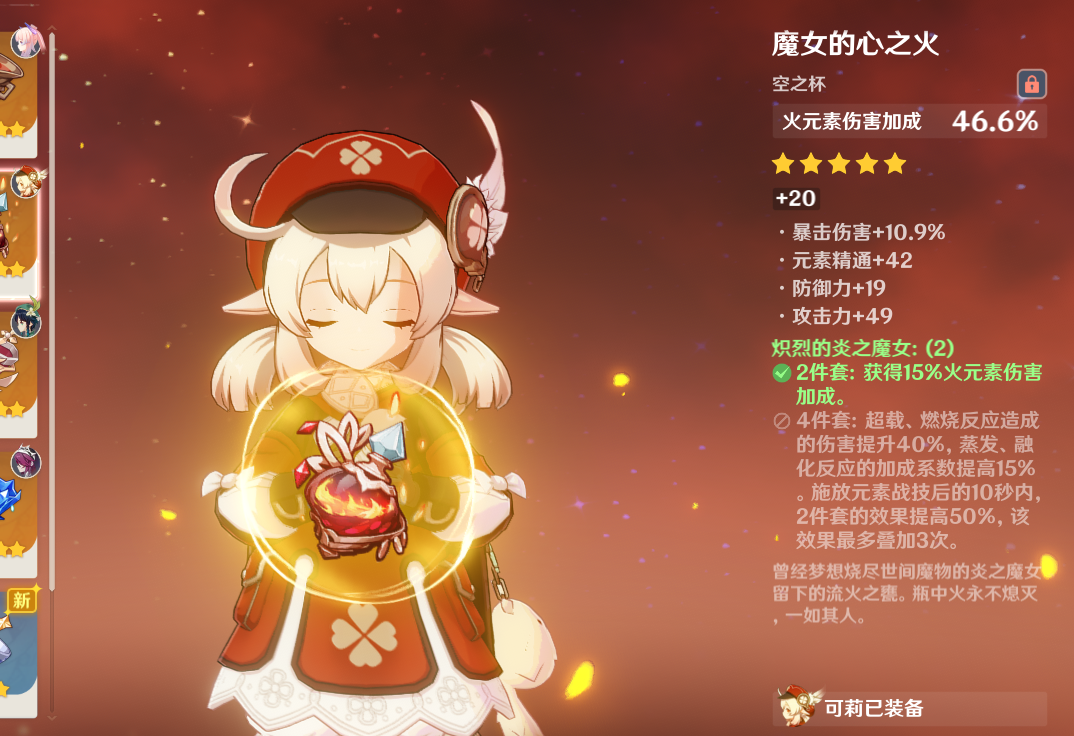 魔女的心之火
空之杯
火元素伤害加成 46.6%
+20
·暴击伤害+10.9%
·元素精通+42
·防御力+19
·攻击力+49
炽烈的炎之魔女: (2)
2件套: 获得15%火元素伤害
加成。
4件套: 超载、燃烧反应造成
的伤害提升40%, 蒸发、融
化反应的加成系数提高15%
。施放元素战技后的10秒内,
2件套的效果提高50%, 该
效果最多叠加3次。
曾经梦想烧尽世间魔物的炎之魔女
留下的流火之甕。瓶中火永不熄灭
, 一如其人。
新
可莉已装备